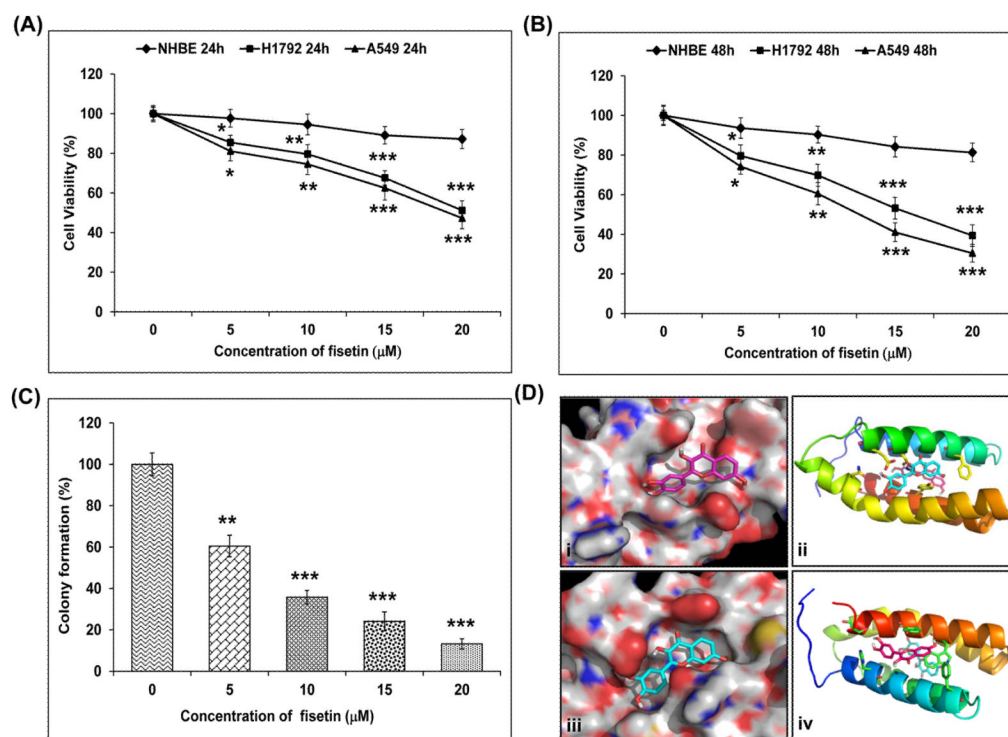 (A)
NHBE 24h H1792 24h A549 24h
120
100
80
60
40
20
0
Cell Viability (%)
* ** *** ***
* ** *** ***
0 5 10 15 20
Concentration of fisetin (µM)
(B)
NHBE 48h H1792 48h A549 48h
120
100
80
60
40
20
0
Cell Viability (%)
* ** *** ***
* ** *** ***
0 5 10 15 20
Concentration of fisetin (µM)
(C)
120
100
80
60
40
20
0
Colony formation (%)
** *** *** ***
0 5 10 15 20
Concentration of fisetin (µM)
(D)
i
ii
iii
iv